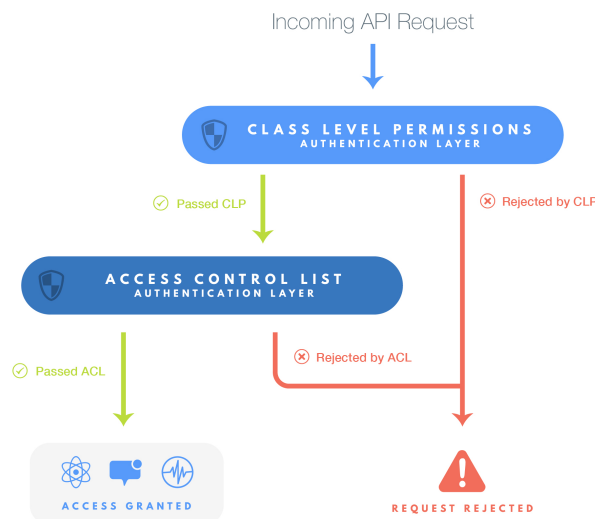 Incoming API Request
CLASS LEVEL PERMISSIONS
AUTHENTICATION LAYER
Passed CLP
Rejected by CLP
ACCESS CONTROL LIST
AUTHENTICATION LAYER
Passed ACL
Rejected by ACL
ACCESS GRANTED
REQUEST REJECTED